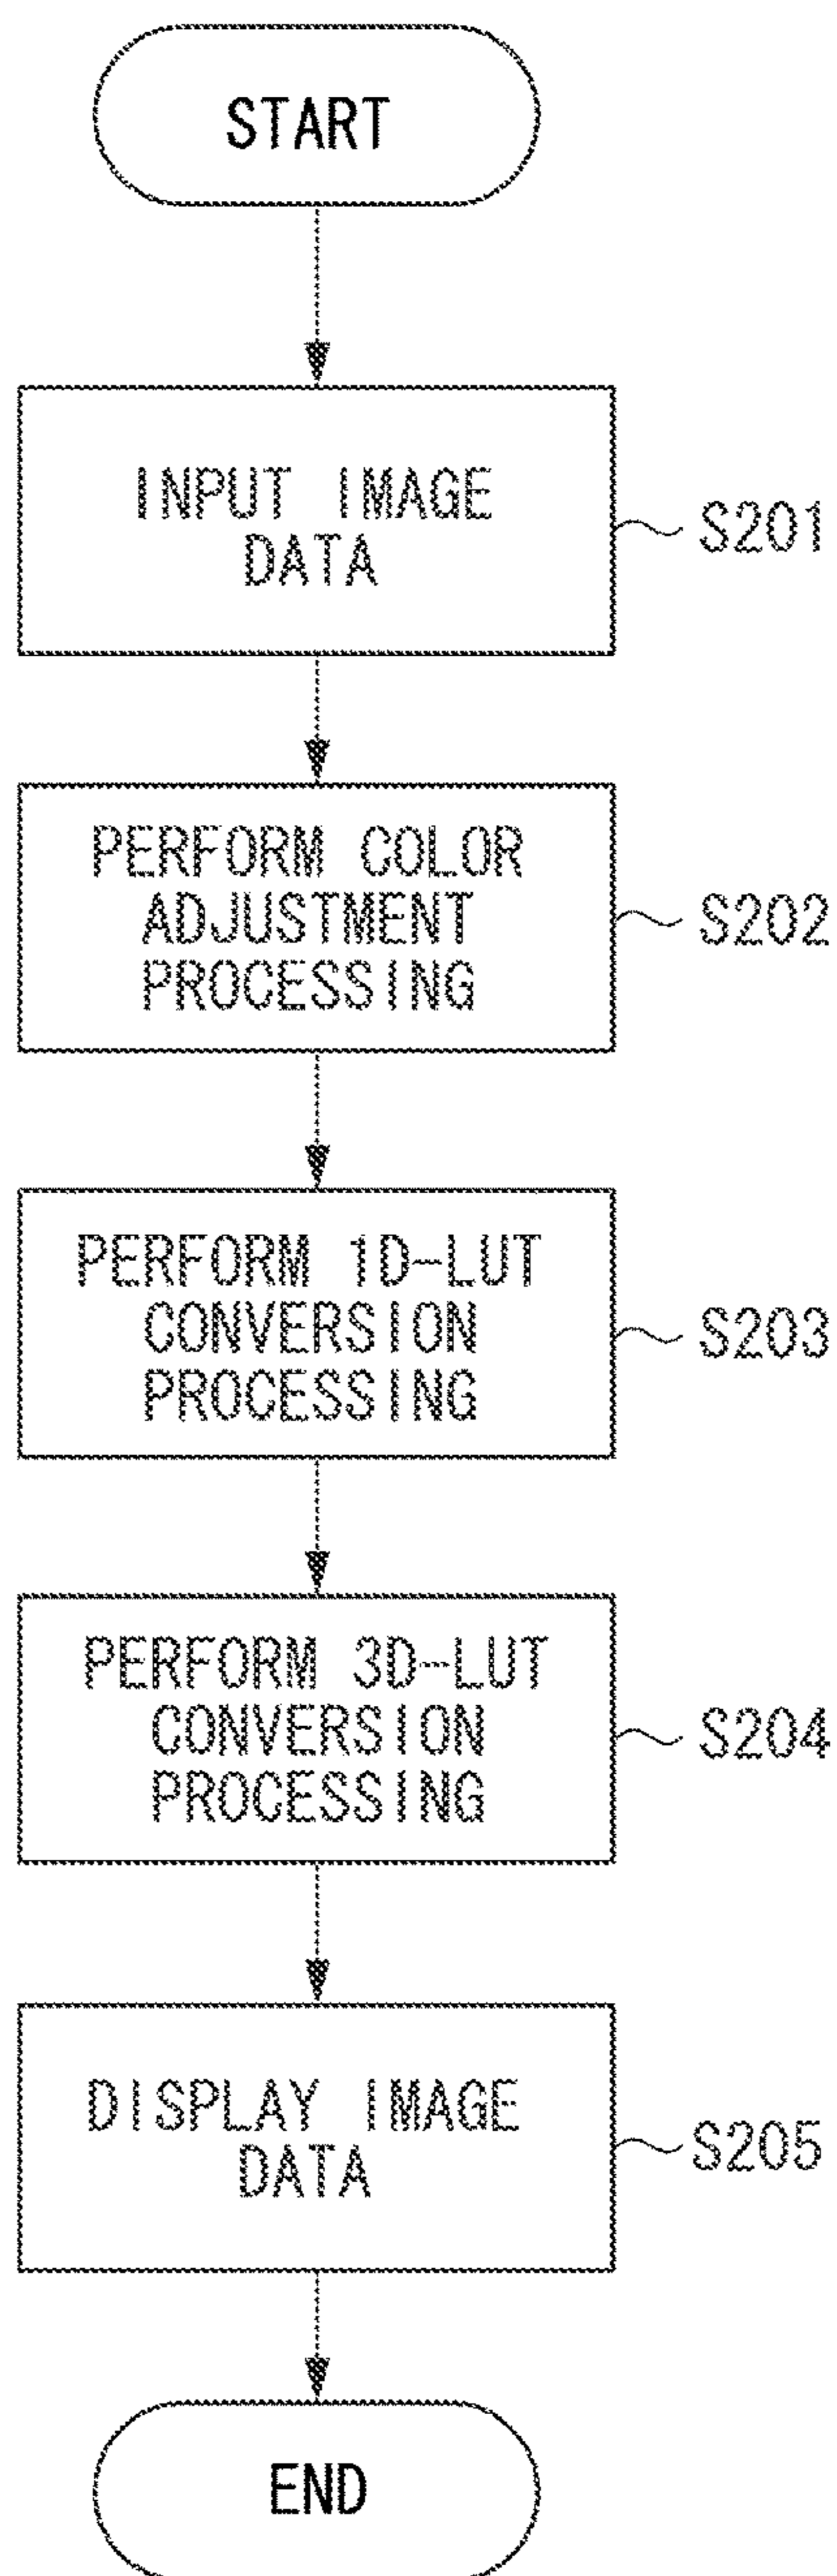 START
INPUT IMAGE
DATA
S201
PERFORM COLOR
ADJUSTMENT
PROCESSING
S202
PERFORM 1D-LUT
CONVERSION
PROCESSING
S203
PERFORM 3D-LUT
CONVERSION
PROCESSING
S204
DISPLAY IMAGE
DATA
S205
END